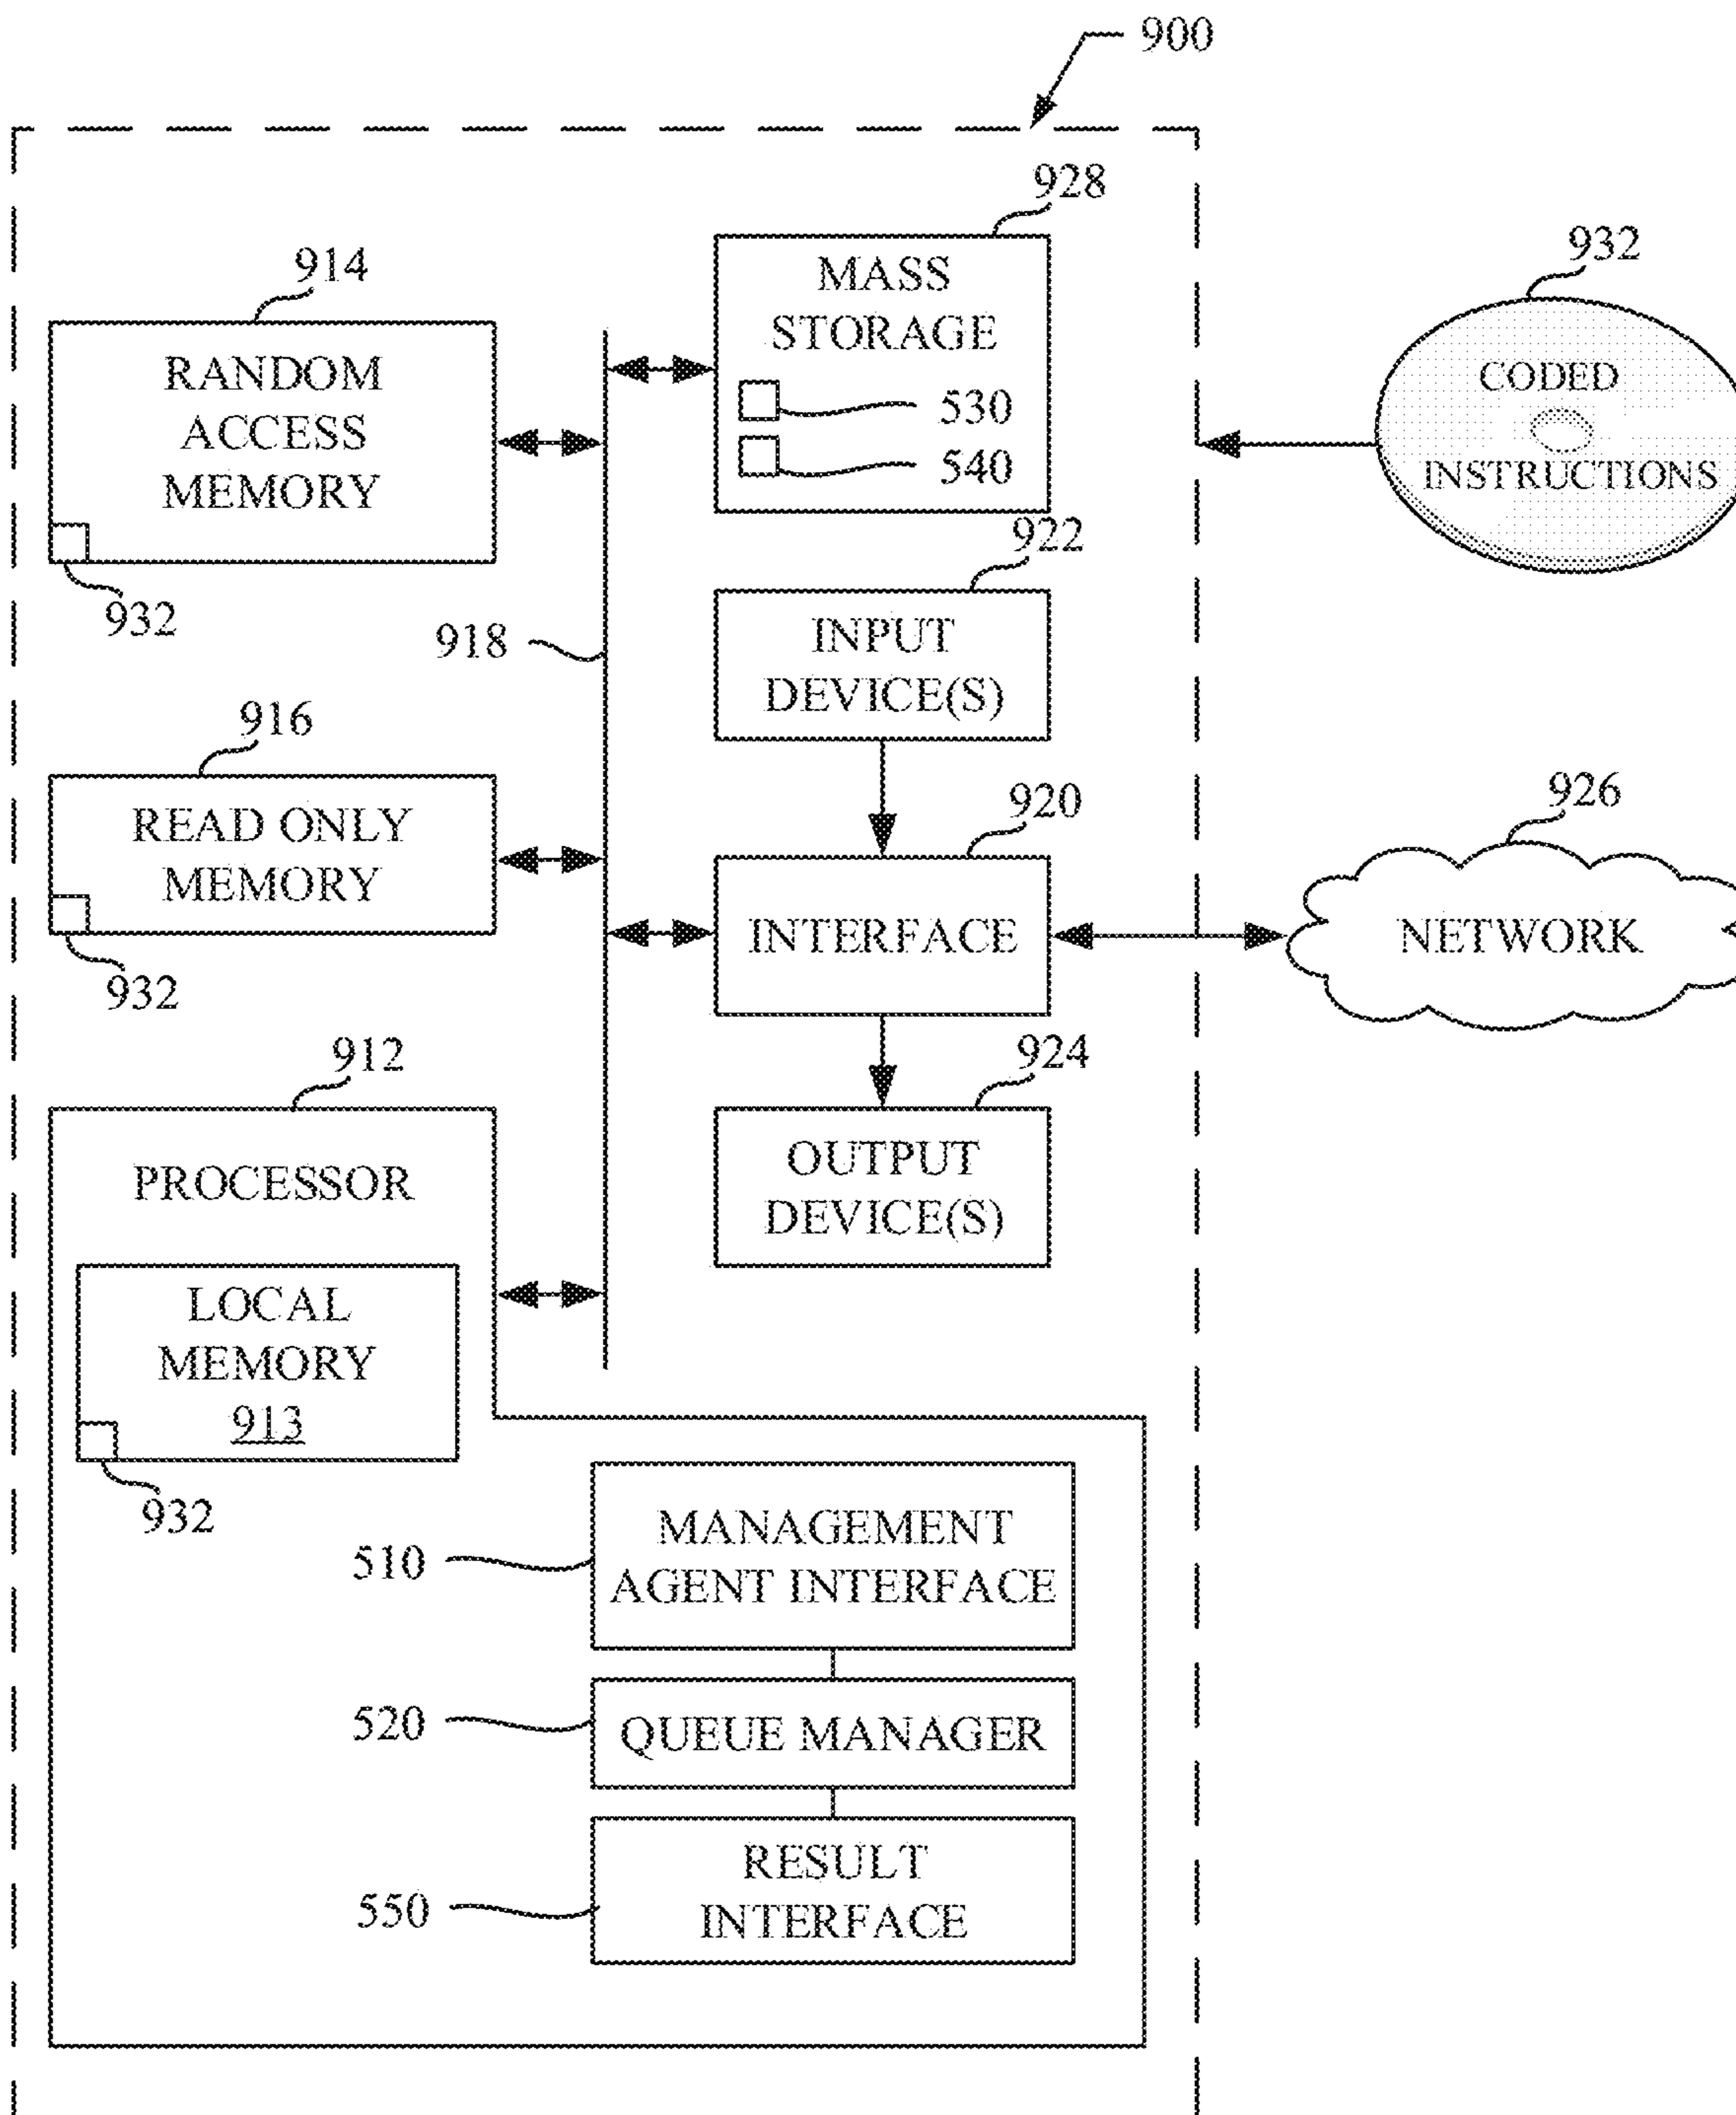 900
928
914
932
MASS
STORAGE
530
540
RANDOM
ACCESS
MEMORY
932
CODED
INSTRUCTIONS
922
918
INPUT
DEVICE(S)
916
READ ONLY
MEMORY
932
920
INTERFACE
926
NETWORK
912
924
OUTPUT
DEVICE(S)
PROCESSOR
LOCAL
MEMORY
913
932
510
MANAGEMENT
AGENT INTERFACE
520
QUEUE MANAGER
550
RESULT
INTERFACE